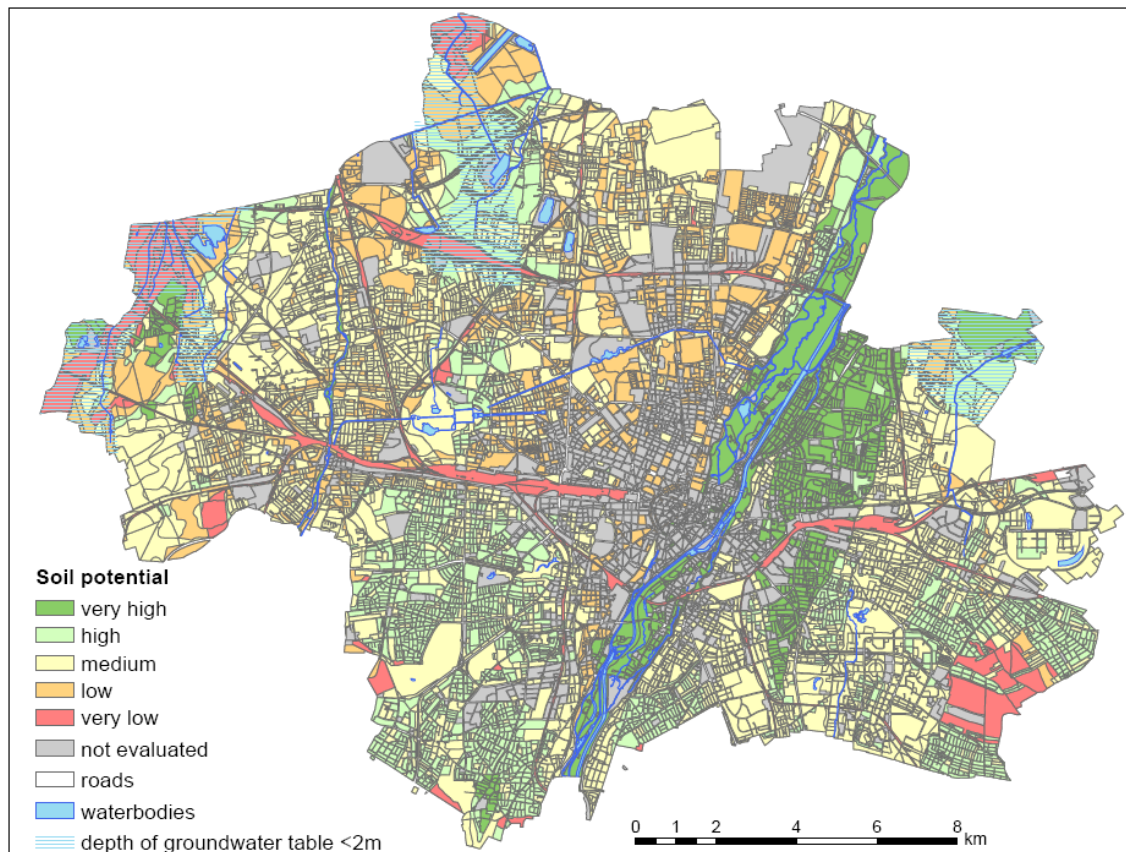 Soil potential
very high
high
medium
low
very low
not evaluated
roads
waterbodies
depth of groundwater table <2m
0 1 2 4 6 8
km